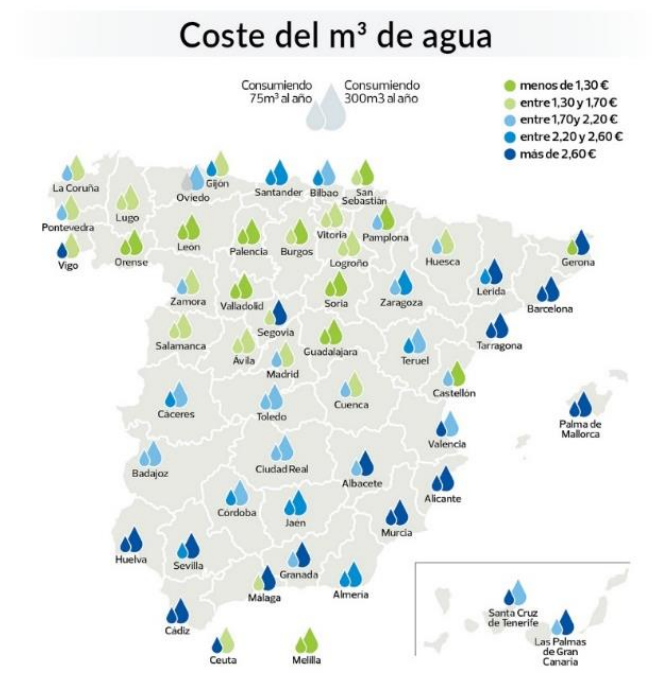 Coste del m³ de agua
Consumiendo
75m³ al año
Consumiendo
300m3 al año
menos de 1,30 €
entre 1,30 y 1,70 €
entre 1,70y 2,20 €
entre 2,20 y 2,60 €
más de 2,60 €
La Coruña
Lugo
Oviedo
Gijón
Santander
Bilbao
San
Sebastián
Pontevedra
Vigo
Orense
León
Palencia
Burgos
Vitoria
Logroño
Pamplona
Huesca
Lerida
Gerona
Barcelona
Tarragona
Zamora
Valladolid
Soria
Zaragoza
Segovia
Salamanca
Ávila
Madrid
Guadalajara
Teruel
Castellón
Cáceres
Toledo
Cuenca
Valencia
Palma de
Mallorca
Badajoz
Ciudad Real
Albacete
Alicante
Córdoba
Jaén
Murcia
Huelva
Sevilla
Granada
Málaga
Almería
Cádiz
Ceuta
Melilla
Santa Cruz
de Tenerife
Las Palmas
de Gran
Canaria